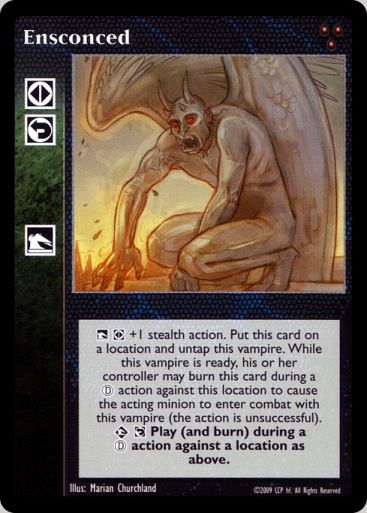 Ensconced
+1 stealth action. Put this card on
a location and untap this vampire. While
this vampire is ready, his or her
controller may burn this card during a
Ⓓ action against this location to cause
the acting minion to enter combat with
this vampire (the action is unsuccessful).
Play (and burn) during a
Ⓓ action against a location as
above.
Illus: Marian Churchland ©2009 CCP hf. All Rights Reserved